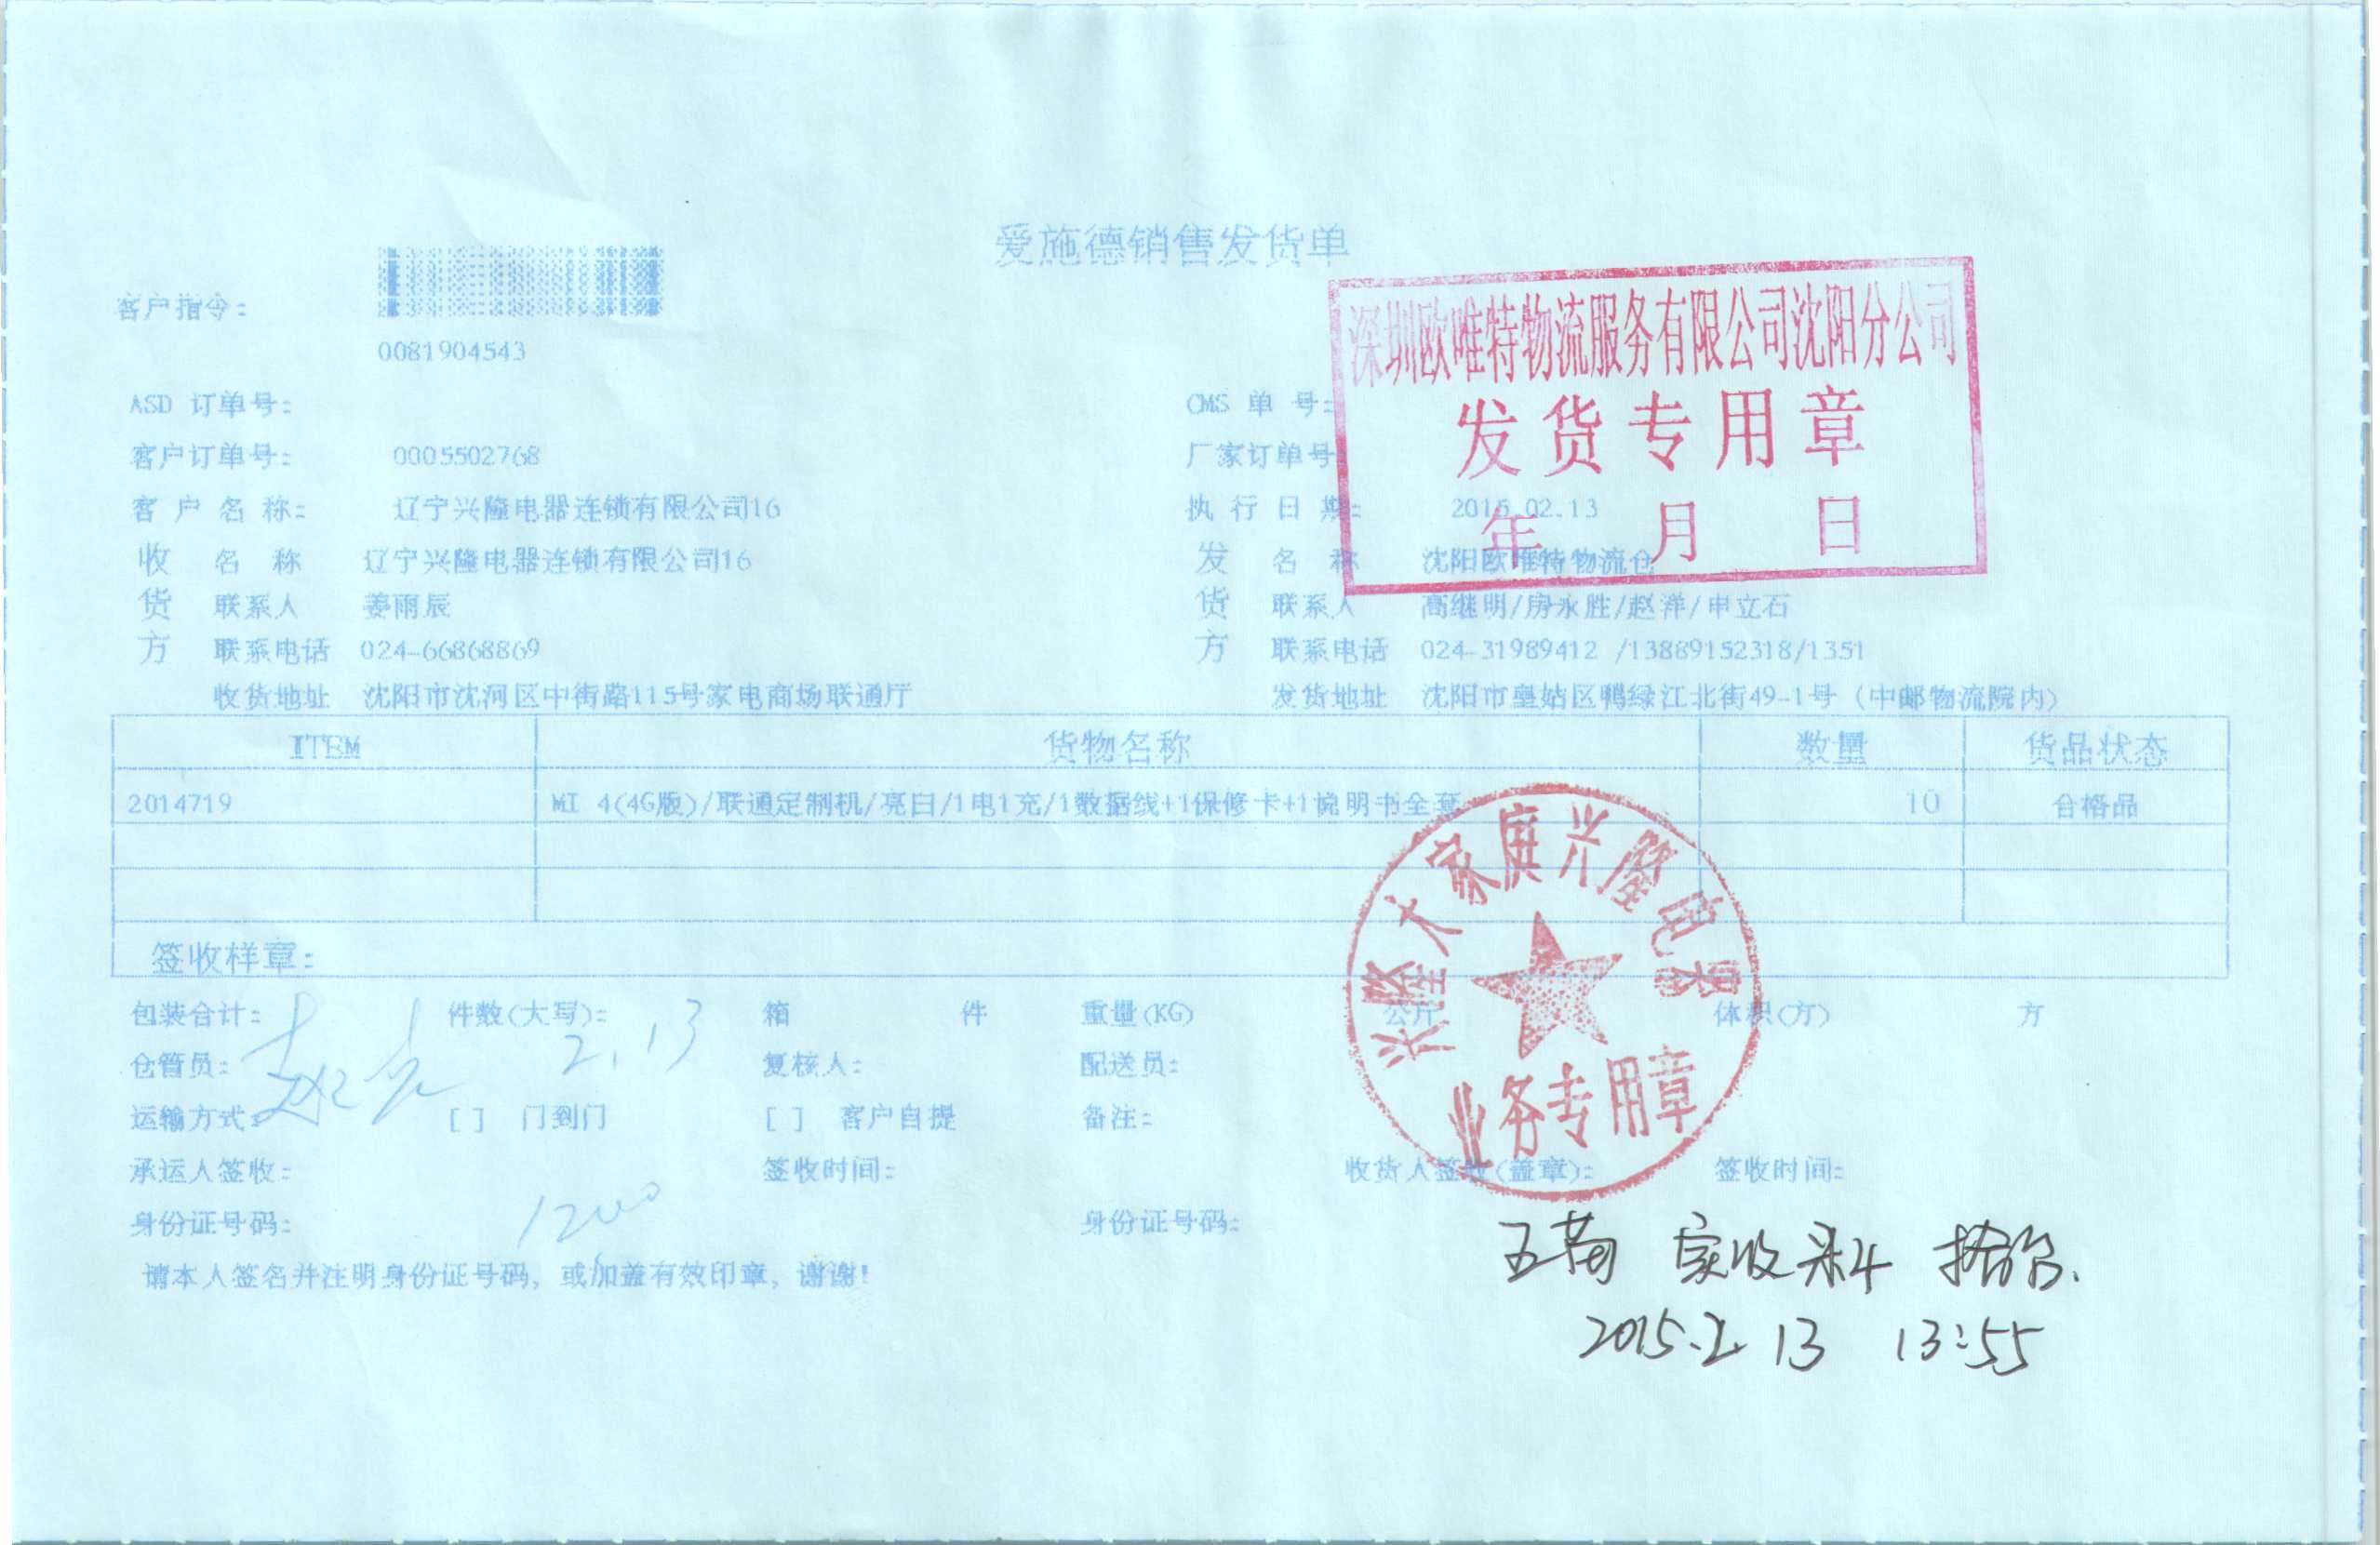 爱施德销售发货单
客户指令:
0081904543
深圳欧唯特物流服务有限公司沈阳分公司
发货专用章
年 月 日
ASD 订单号: CMS 单 号:
客户订单号: 0005502768 厂家订单号
客 户 名 称: 辽宁兴隆电器连锁有限公司16 执 行 日 期: 2015.02.13
收 名 称 辽宁兴隆电器连锁有限公司16 发 名 称 沈阳欧唯特物流仓
货 联系人 姜雨辰 货 联系人 高继明/房永胜/赵洋/申立石
方 联系电话 024-66868869 方 联系电话 024-31989412 /13889152318/1351
收货地址 沈阳市沈河区中街路115号家电商场联通厅 发货地址 沈阳市皇姑区鸭绿江北街49-1号 (中邮物流院内)
ITEM 货物名称 数量 货品状态
2014719 MI 4(4G版)/联通定制机/亮白/1电1充/1数据线+1保修卡+1说明书全套 10 合格品
签收样章:
兴隆大家庭兴隆电器
业务专用章
包装合计: 件数(大写): 箱 件 重量(KG) 公斤 体积(方) 方
2.13
仓管员: 复核人: 配送员:
运输方式: [ ] 门到门 [ ] 客户自提 备注:
承运人签收: 签收时间: 收货人签收(盖章): 签收时间:
身份证号码: 身份证号码:
请本人签名并注明身份证号码, 或加盖有效印章, 谢谢!
实收米4 拾台.
2015.2.13 13:55